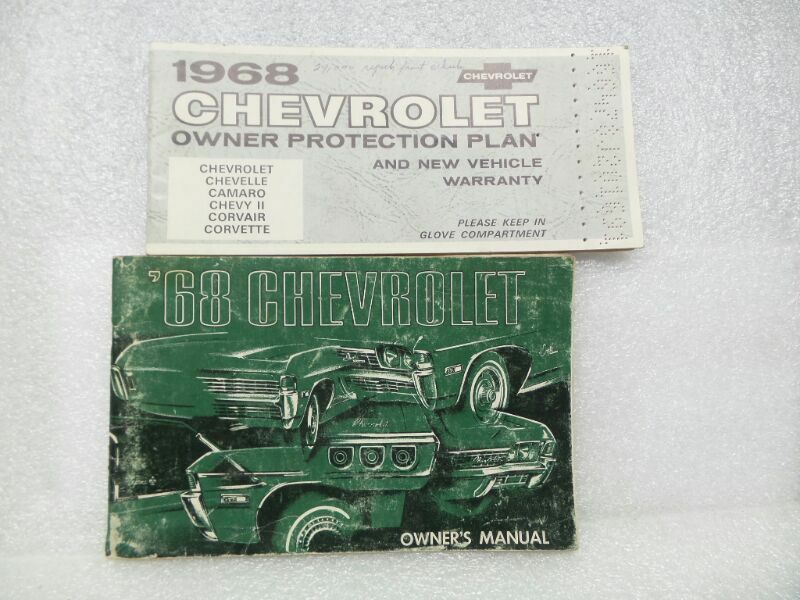 1968
CHEVROLET
CHEVROLET
OWNER PROTECTION PLAN
AND NEW VEHICLE
WARRANTY
CHEVROLET
CHEVELLE
CAMARO
CHEVY II
CORVAIR
CORVETTE
PLEASE KEEP IN
GLOVE COMPARTMENT
'68 CHEVROLET
Chevrolet
OWNER'S MANUAL